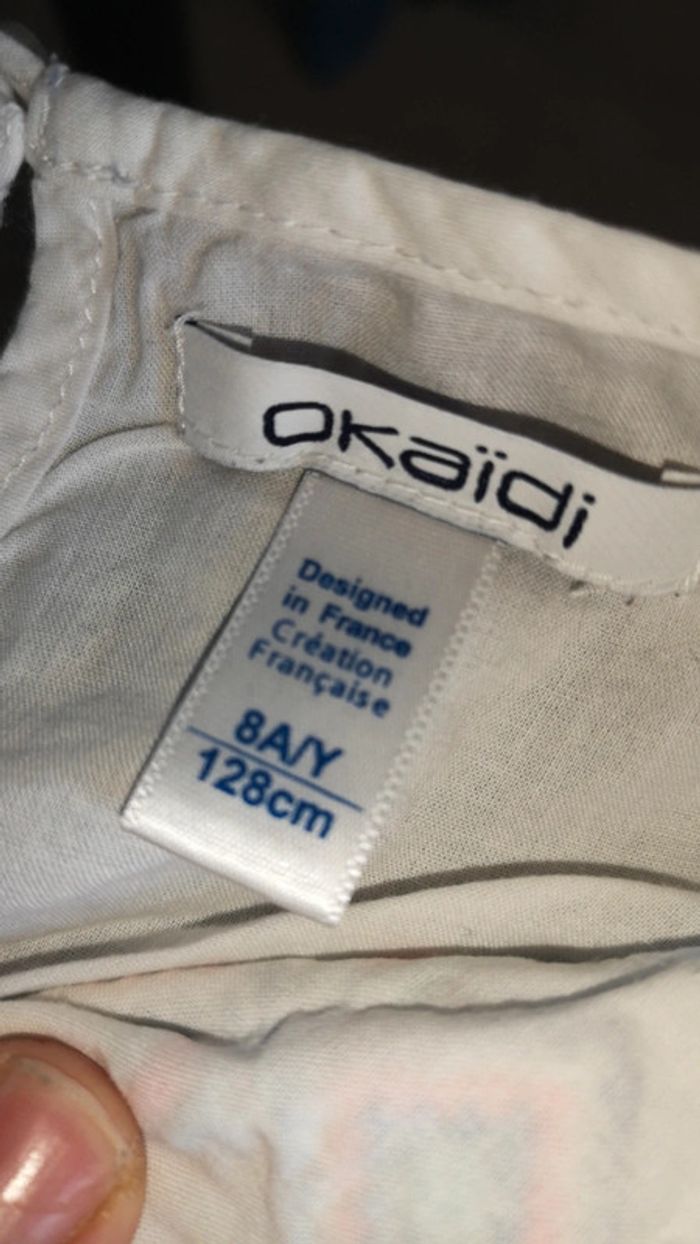 okaïdi
Designed
in France
Création
Française
8A/Y
128cm